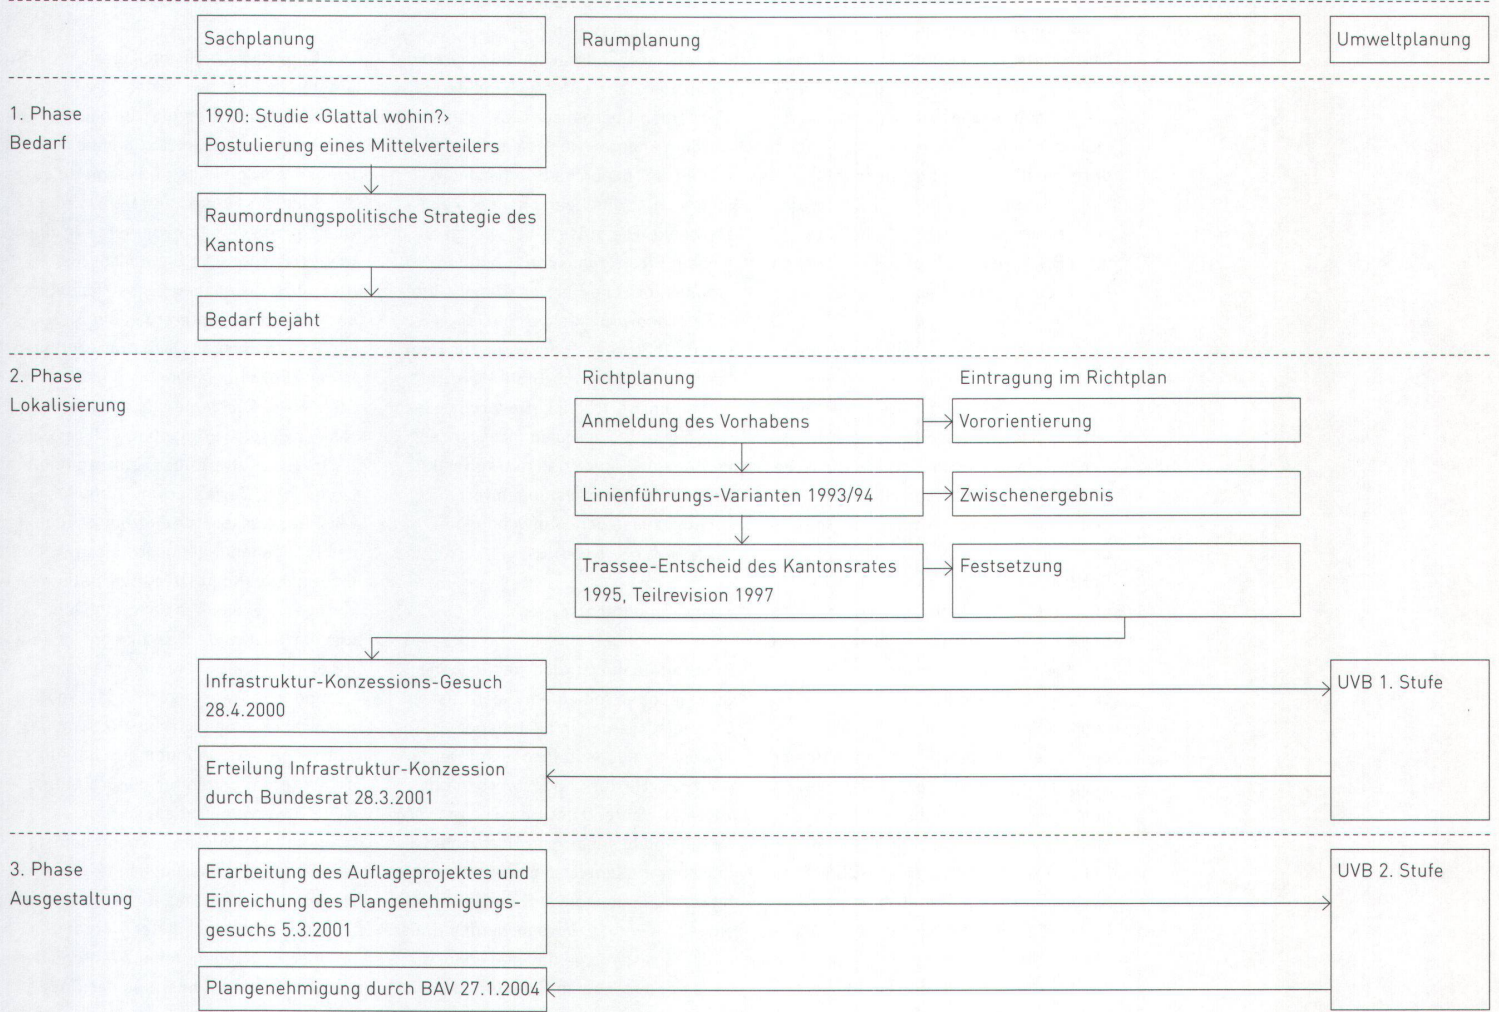 Sachplanung
Raumplanung
Umweltplanung
1. Phase
Bedarf
1990: Studie ‹Glattal wohin?›
Postulierung eines Mittelverteilers
Raumordnungspolitische Strategie des
Kantons
Bedarf bejaht
2. Phase
Lokalisierung
Richtplanung
Eintragung im Richtplan
Anmeldung des Vorhabens
Vororientierung
Linienführungs-Varianten 1993/94
Zwischenergebnis
Trassee-Entscheid des Kantonsrates
1995, Teilrevision 1997
Festsetzung
Infrastruktur-Konzessions-Gesuch
28.4.2000
UVB 1. Stufe
Erteilung Infrastruktur-Konzession
durch Bundesrat 28.3.2001
3. Phase
Ausgestaltung
Erarbeitung des Auflageprojektes und
Einreichung des Plangenehmigungs-
gesuchs 5.3.2001
UVB 2. Stufe
Plangenehmigung durch BAV 27.1.2004